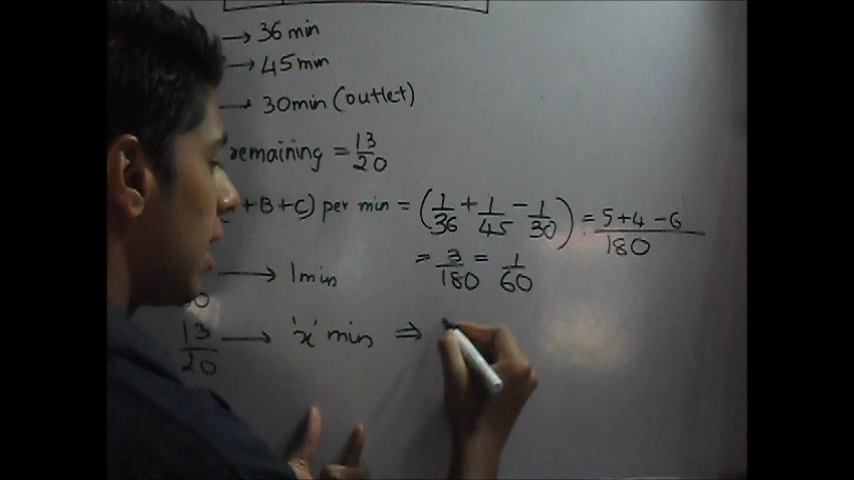 → 36 min
→ 45 min
→ 30 min (outlet)
remaining = 13/20
+ B + C) per min = (1/36 + 1/45 - 1/30) = 5+4-6/180
= 3/180 = 1/60
→ 1 min
13/20 → 'x' min ⇒